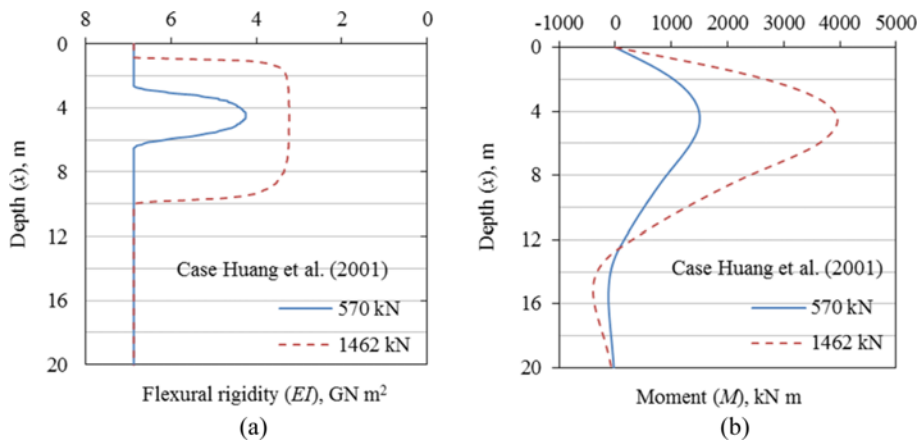 8 6 4 2 0
0
4
8
12
16
20
Depth (x), m
Case Huang et al. (2001)
570 kN
1462 kN
Flexural rigidity (EI), GN m²
(a)
-1000 0 1000 2000 3000 4000 5000
0
4
8
12
16
20
Depth (x), m
Case Huang et al. (2001)
570 kN
1462 kN
Moment (M), kN m
(b)